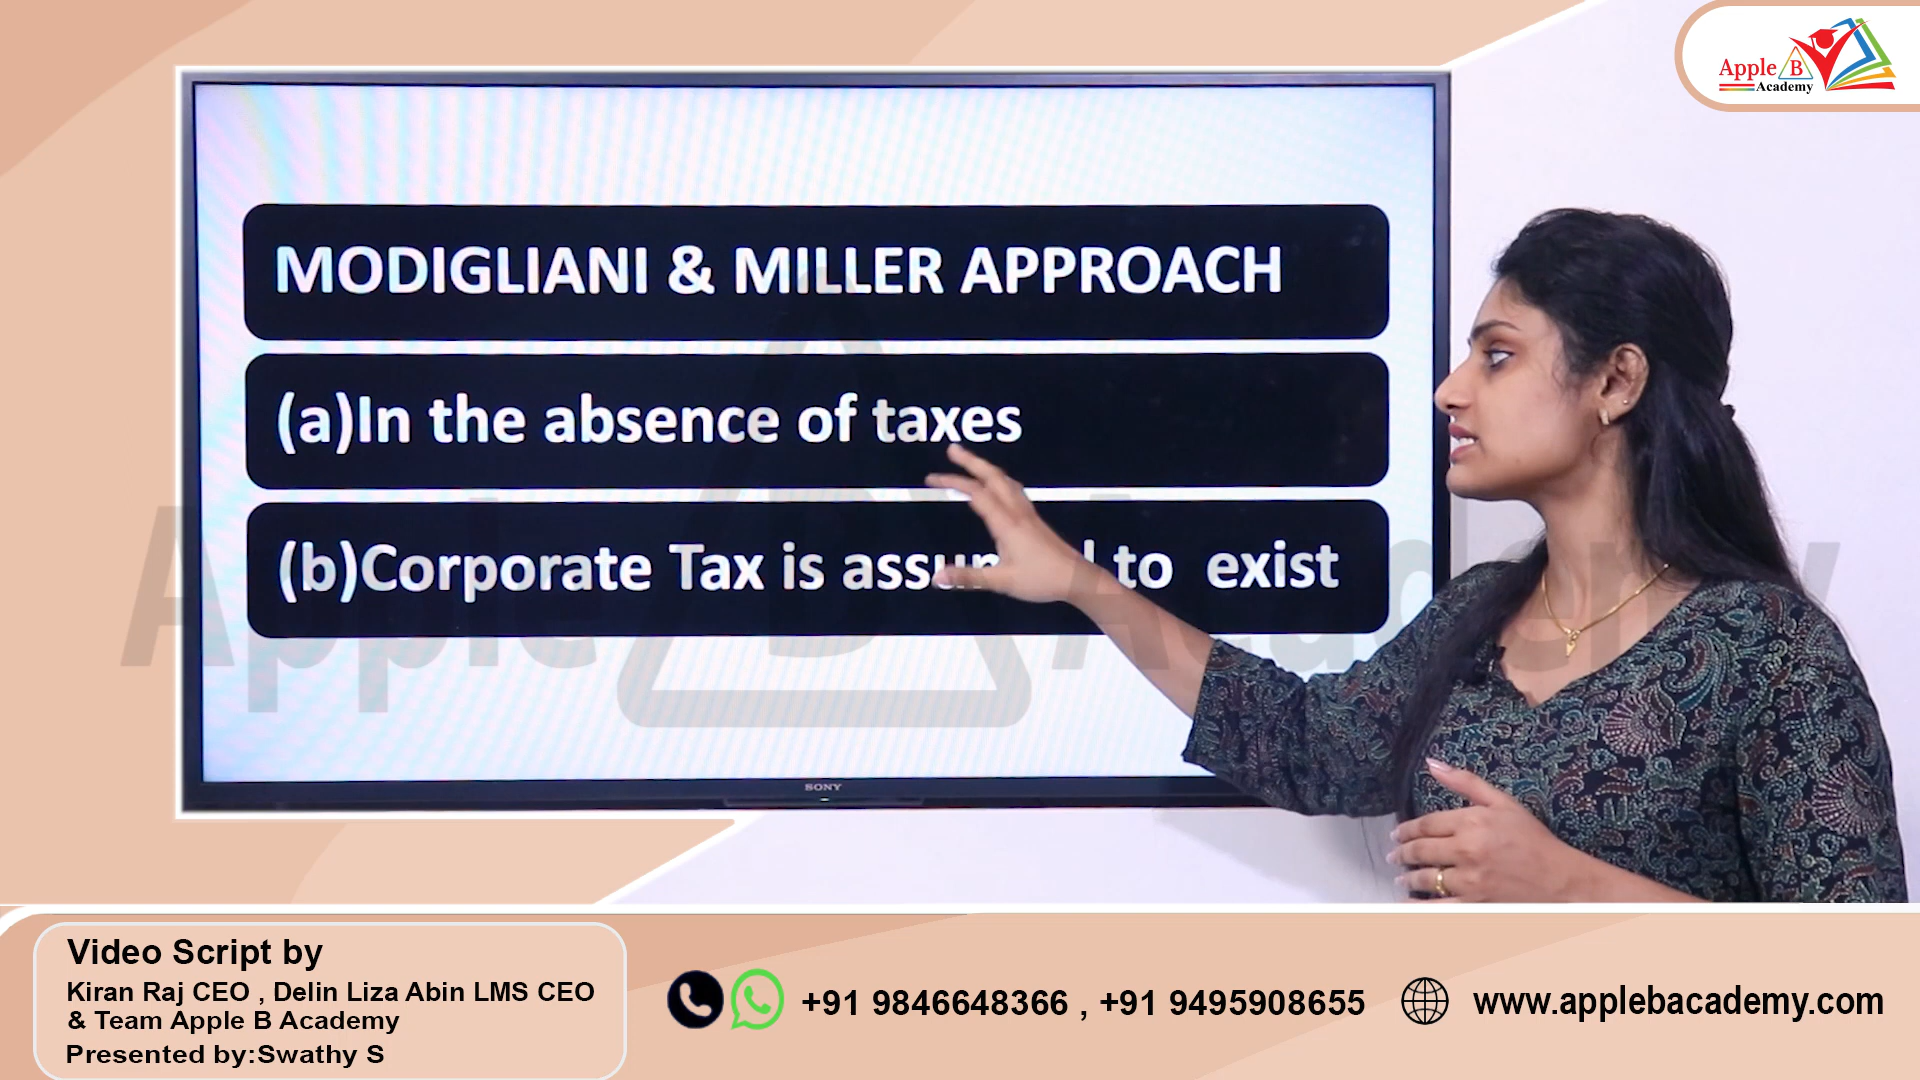 Apple B
Academy
MODIGLIANI & MILLER APPROACH
(a)In the absence of taxes
(b)Corporate Tax is to exist
Apple B Academy
SONY
Video Script by
Kiran Raj CEO , Delin Liza Abin LMS CEO
& Team Apple B Academy
Presented by:Swathy S
+91 9846648366 , +91 9495908655
www.applebacademy.com